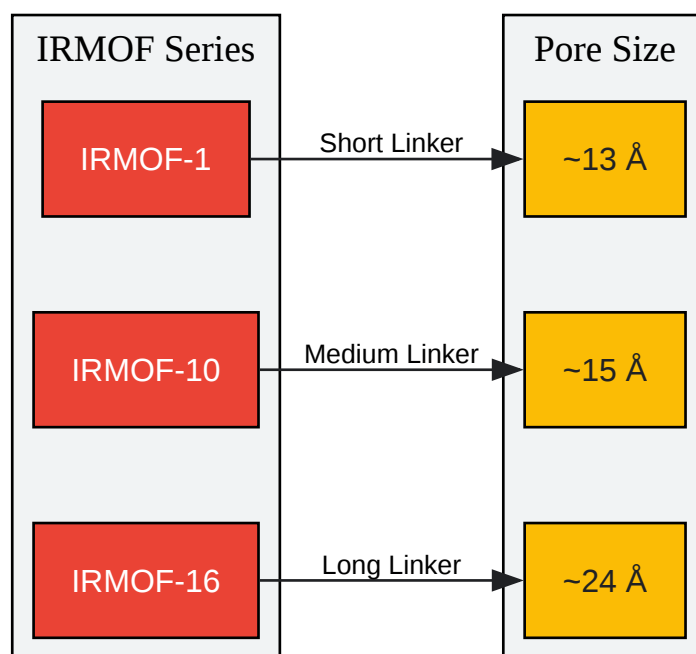 IRMOF Series
Pore Size
IRMOF-1
Short Linker
~13 Å
IRMOF-10
Medium Linker
~15 Å
IRMOF-16
Long Linker
~24 Å